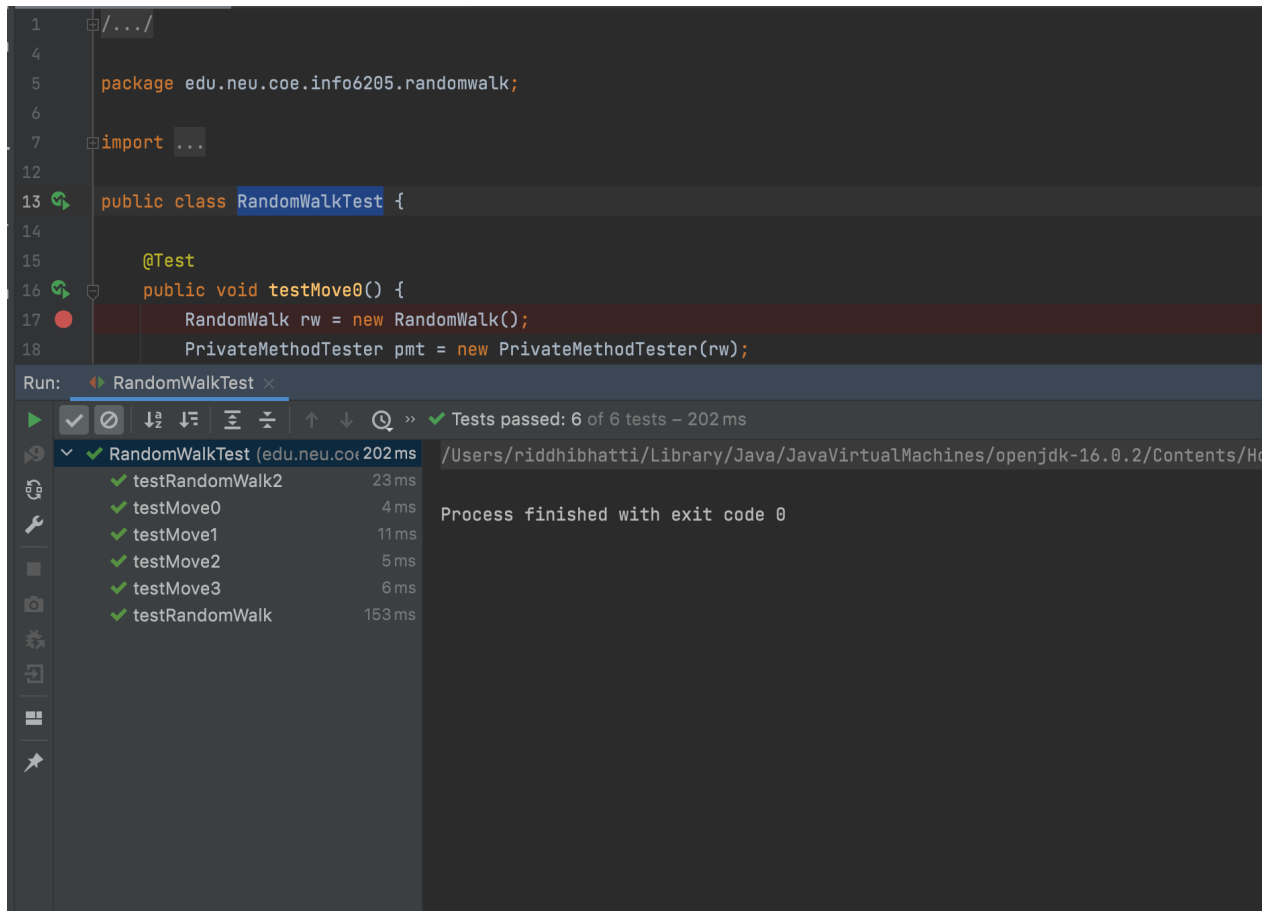 1 /.../
4
5 package edu.neu.coe.info6205.randomwalk;
6
7 import ...
12
13 public class RandomWalkTest {
14
15 @Test
16 public void testMove0() {
17 RandomWalk rw = new RandomWalk();
18 PrivateMethodTester pmt = new PrivateMethodTester(rw);
Run: RandomWalkTest ×
» Tests passed: 6 of 6 tests – 202 ms
RandomWalkTest (edu.neu.coe 202 ms /Users/riddhibhatti/Library/Java/JavaVirtualMachines/openjdk-16.0.2/Contents/Ho
testRandomWalk2 23 ms
testMove0 4 ms
Process finished with exit code 0
testMove1 11 ms
testMove2 5 ms
testMove3 6 ms
testRandomWalk 153 ms